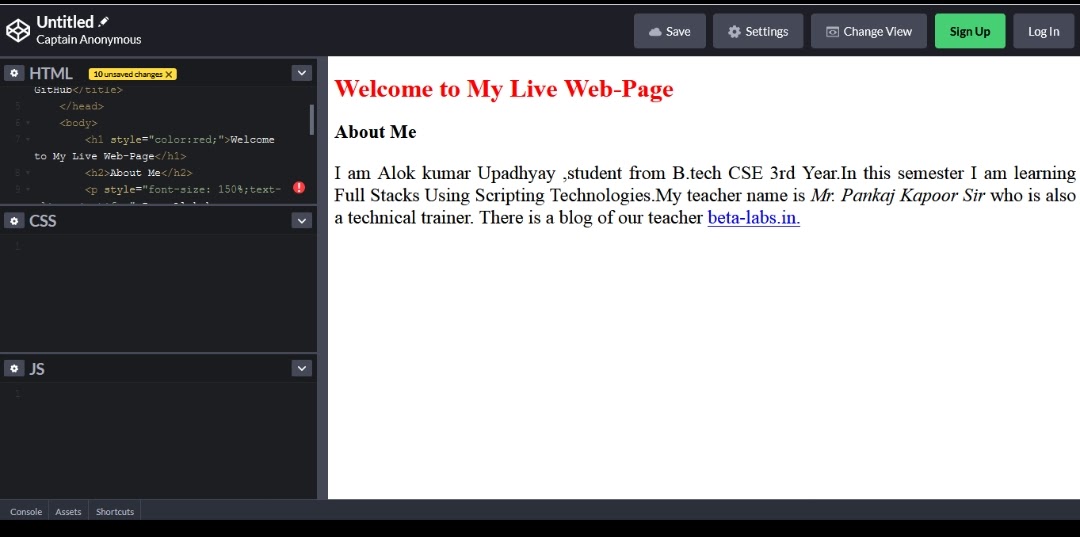 Untitled
Captain Anonymous
Save
Settings
Change View
Sign Up
Log In
HTML
10 unsaved changes X
GitHub</title>
5 </head>
6 <body>
7 <h1 style="color:red;">Welcome
to My Live Web-Page</h1>
8 <h2>About Me</h2>
9 <p style="font-size: 150%;text-
CSS
1
JS
1
Console
Assets
Shortcuts
Welcome to My Live Web-Page
About Me
I am Alok kumar Upadhyay ,student from B.tech CSE 3rd Year.In this semester I am learning
Full Stacks Using Scripting Technologies.My teacher name is Mr. Pankaj Kapoor Sir who is also
a technical trainer. There is a blog of our teacher beta-labs.in.